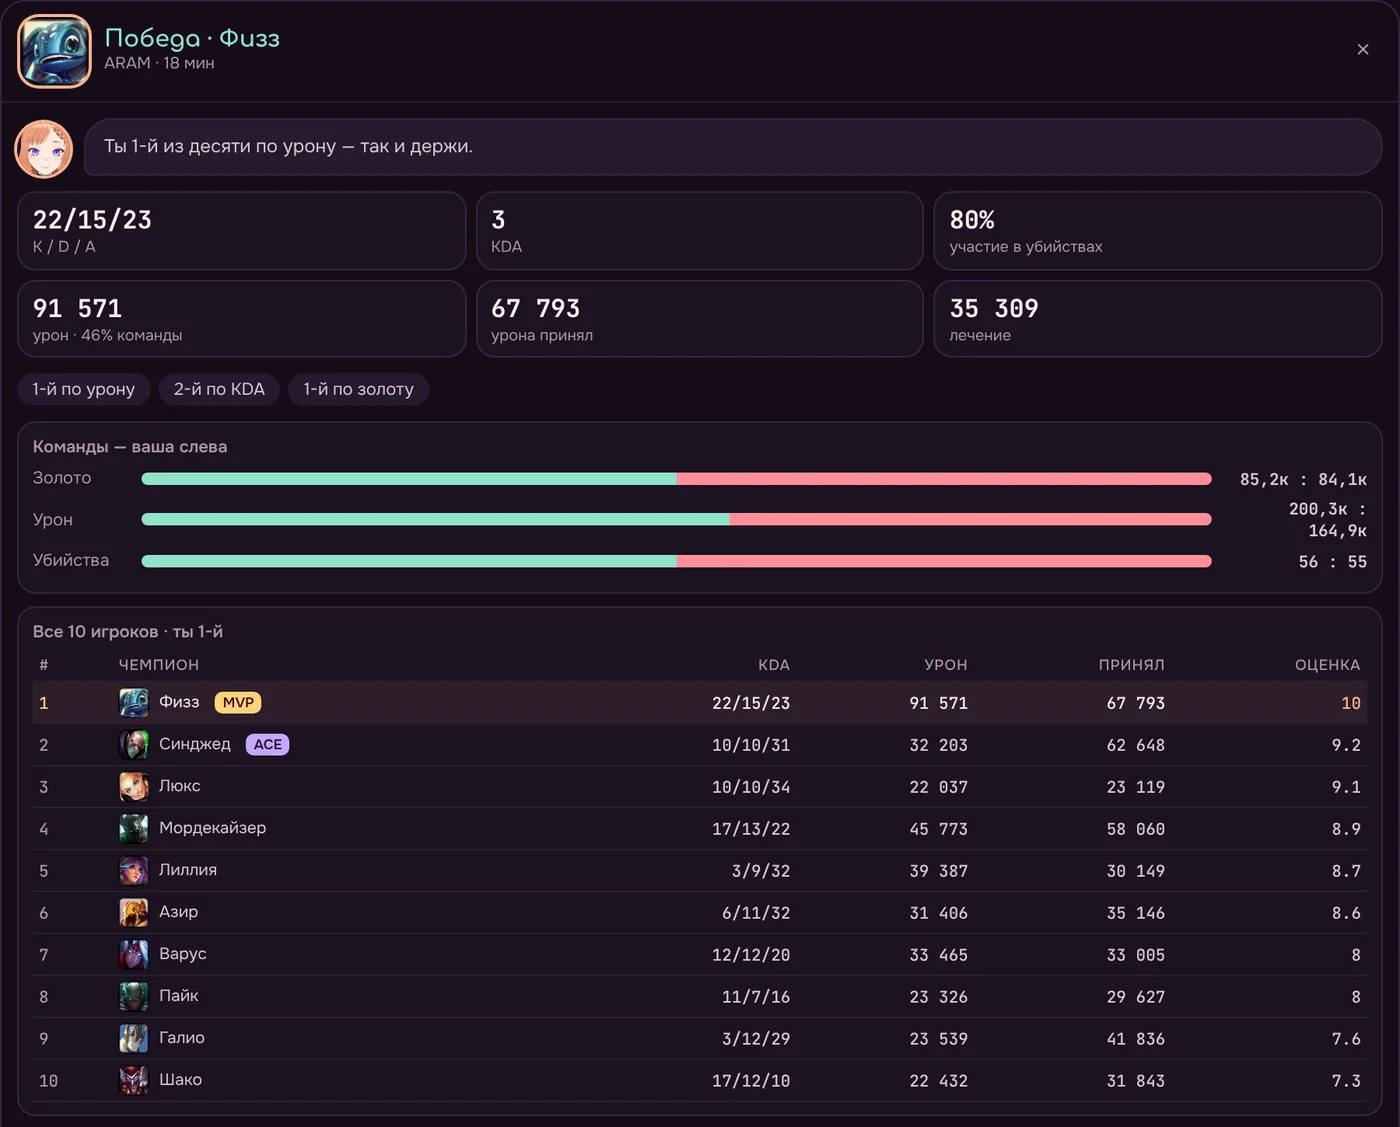 Победа · Физз
ARAM · 18 мин
×
Ты 1-й из десяти по урону — так и держи.
22/15/23
K / D / A
3
KDA
80%
участие в убийствах
91 571
урон · 46% команды
67 793
урона принял
35 309
лечение
1-й по урону 2-й по KDA 1-й по золоту
Команды — ваша слева
Золото 85,2к : 84,1к
Урон 200,3к :
164,9к
Убийства 56 : 55
Все 10 игроков · ты 1-й
# ЧЕМПИОН KDA УРОН ПРИНЯЛ ОЦЕНКА
1 Физз MVP 22/15/23 91 571 67 793 10
2 Синджед ACE 10/10/31 32 203 62 648 9.2
3 Люкс 10/10/34 22 037 23 119 9.1
4 Мордекайзер 17/13/22 45 773 58 060 8.9
5 Лиллия 3/9/32 39 387 30 149 8.7
6 Азир 6/11/32 31 406 35 146 8.6
7 Варус 12/12/20 33 465 33 005 8
8 Пайк 11/7/16 23 326 29 627 8
9 Галио 3/12/29 23 539 41 836 7.6
10 Шако 17/12/10 22 432 31 843 7.3